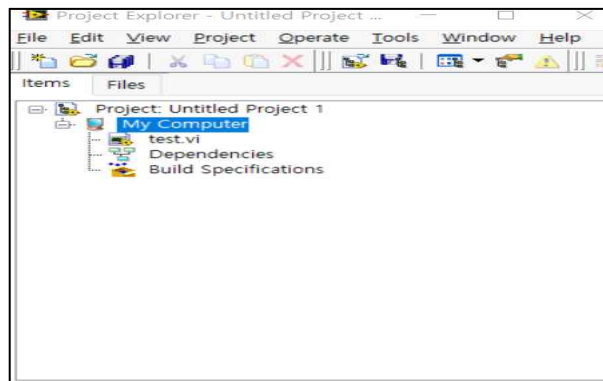 Project Explorer - Untitled Project ...
File Edit View Project Operate Tools Window Help
Items Files
Project: Untitled Project 1
My Computer
test.vi
Dependencies
Build Specifications